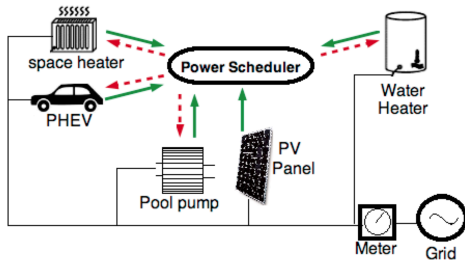 space heater
Power Scheduler
Water
Heater
PHEV
PV
Panel
Pool pump
Meter
Grid